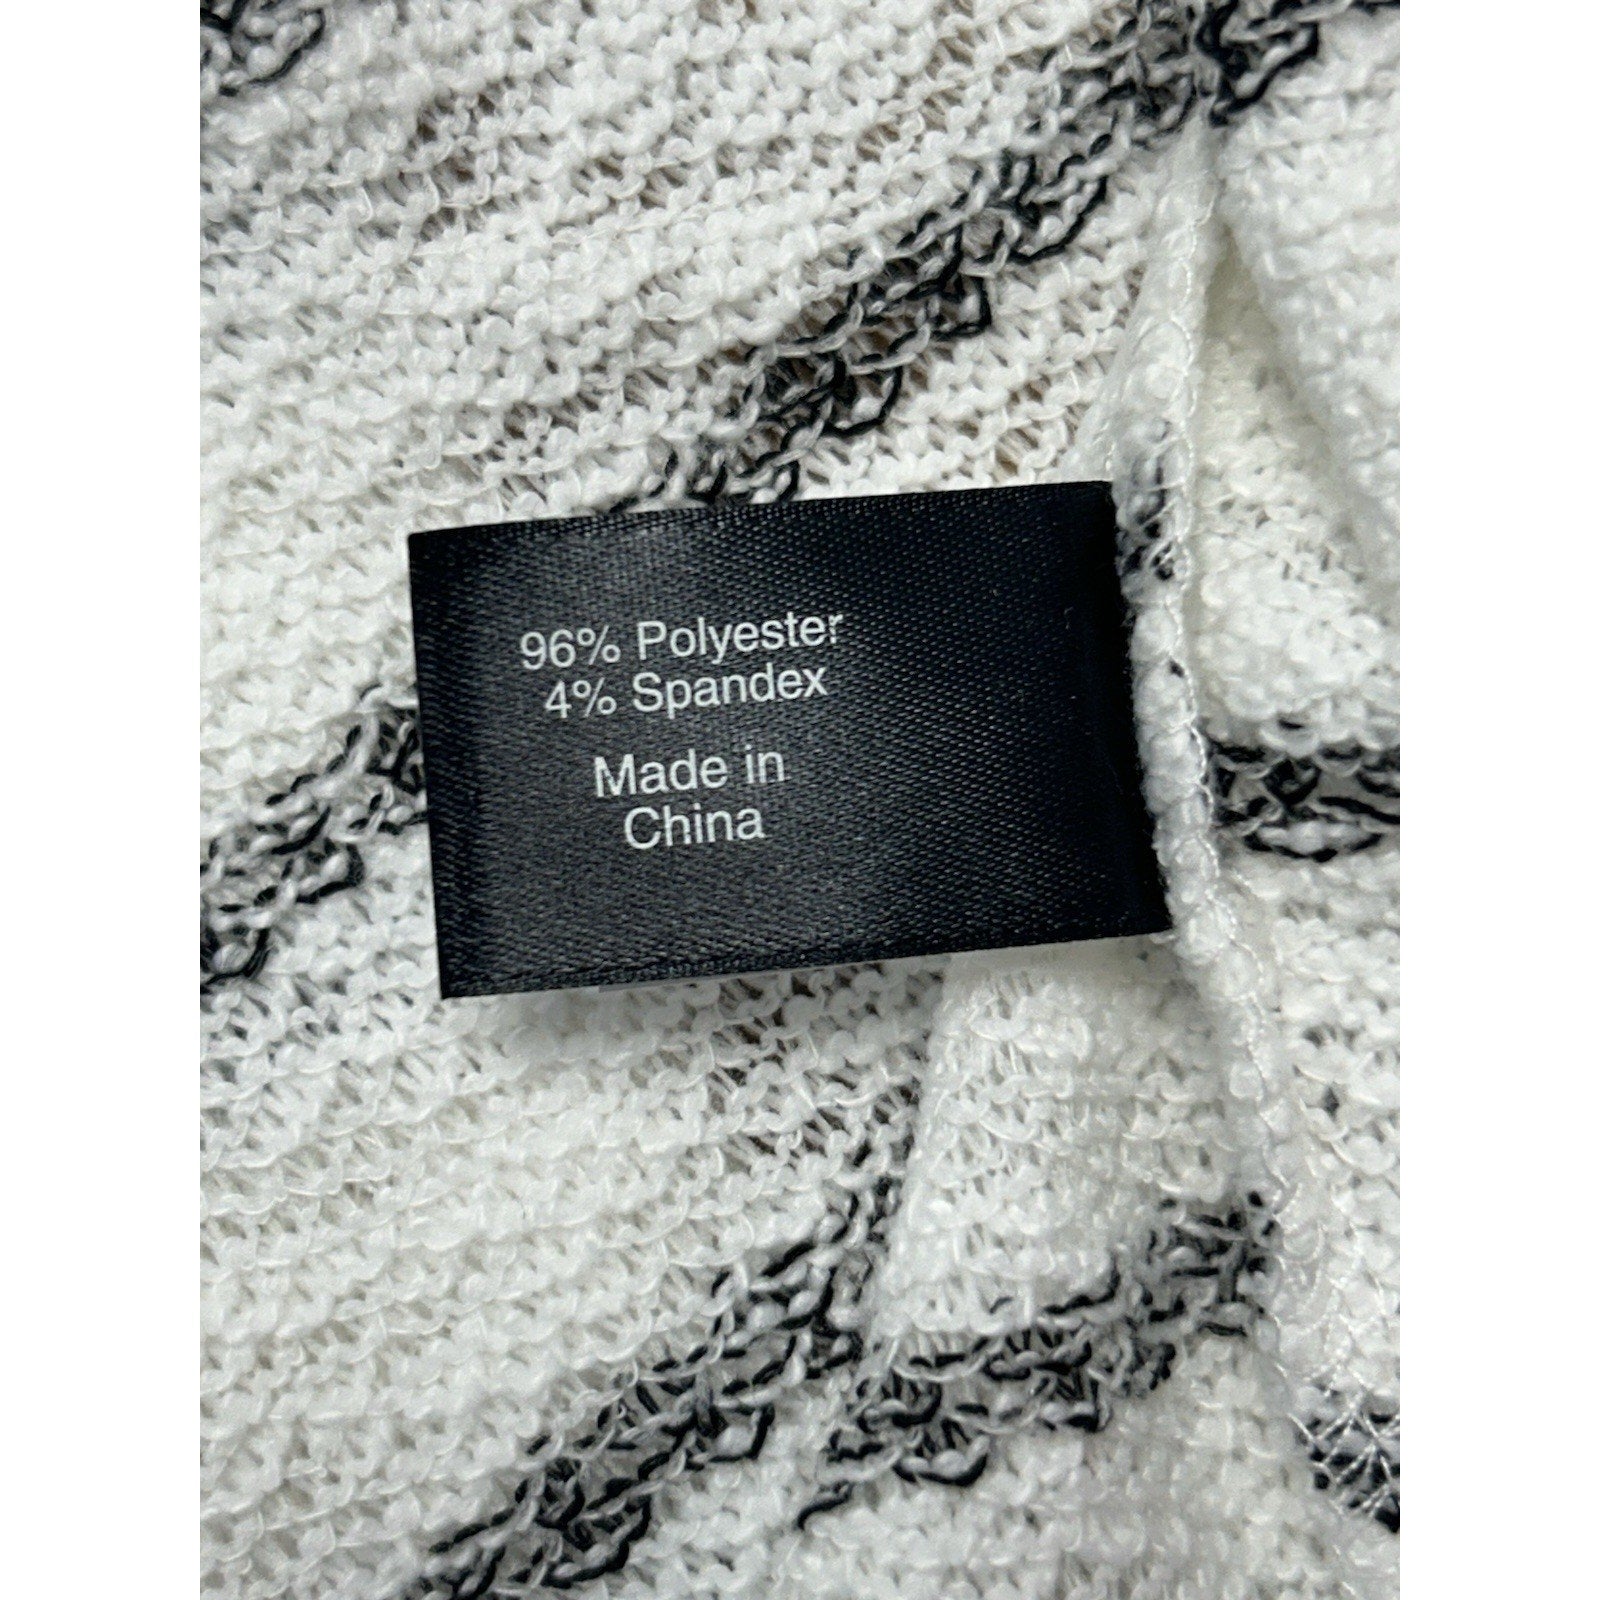 96% Polyester
4% Spandex
Made in
China